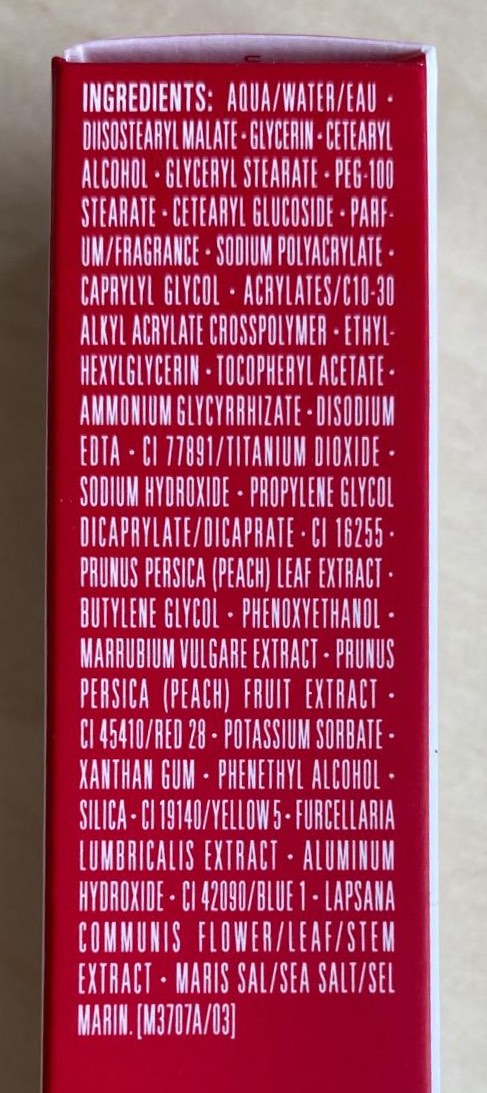 INGREDIENTS: AQUA/WATER/EAU ·
DIISOSTEARYL MALATE · GLYCERIN · CETEARYL
ALCOHOL · GLYCERYL STEARATE · PEG-100
STEARATE · CETEARYL GLUCOSIDE · PARF-
UM/FRAGRANCE · SODIUM POLYACRYLATE ·
CAPRYLYL GLYCOL · ACRYLATES/C10-30
ALKYL ACRYLATE CROSSPOLYMER · ETHYL-
HEXYLGLYCERIN · TOCOPHERYL ACETATE ·
AMMONIUM GLYCYRRHIZATE · DISODIUM
EDTA · CI 77891/TITANIUM DIOXIDE ·
SODIUM HYDROXIDE · PROPYLENE GLYCOL
DICAPRYLATE/DICAPRATE · CI 16255 ·
PRUNUS PERSICA (PEACH) LEAF EXTRACT ·
BUTYLENE GLYCOL · PHENOXYETHANOL ·
MARRUBIUM VULGARE EXTRACT · PRUNUS
PERSICA (PEACH) FRUIT EXTRACT ·
CI 45410/RED 28 · POTASSIUM SORBATE ·
XANTHAN GUM · PHENETHYL ALCOHOL ·
SILICA · CI 19140/YELLOW 5 · FURCELLARIA
LUMBRICALIS EXTRACT · ALUMINUM
HYDROXIDE · CI 42090/BLUE 1 · LAPSANA
COMMUNIS FLOWER/LEAF/STEM
EXTRACT · MARIS SAL/SEA SALT/SEL
MARIN. [M3707A/03]